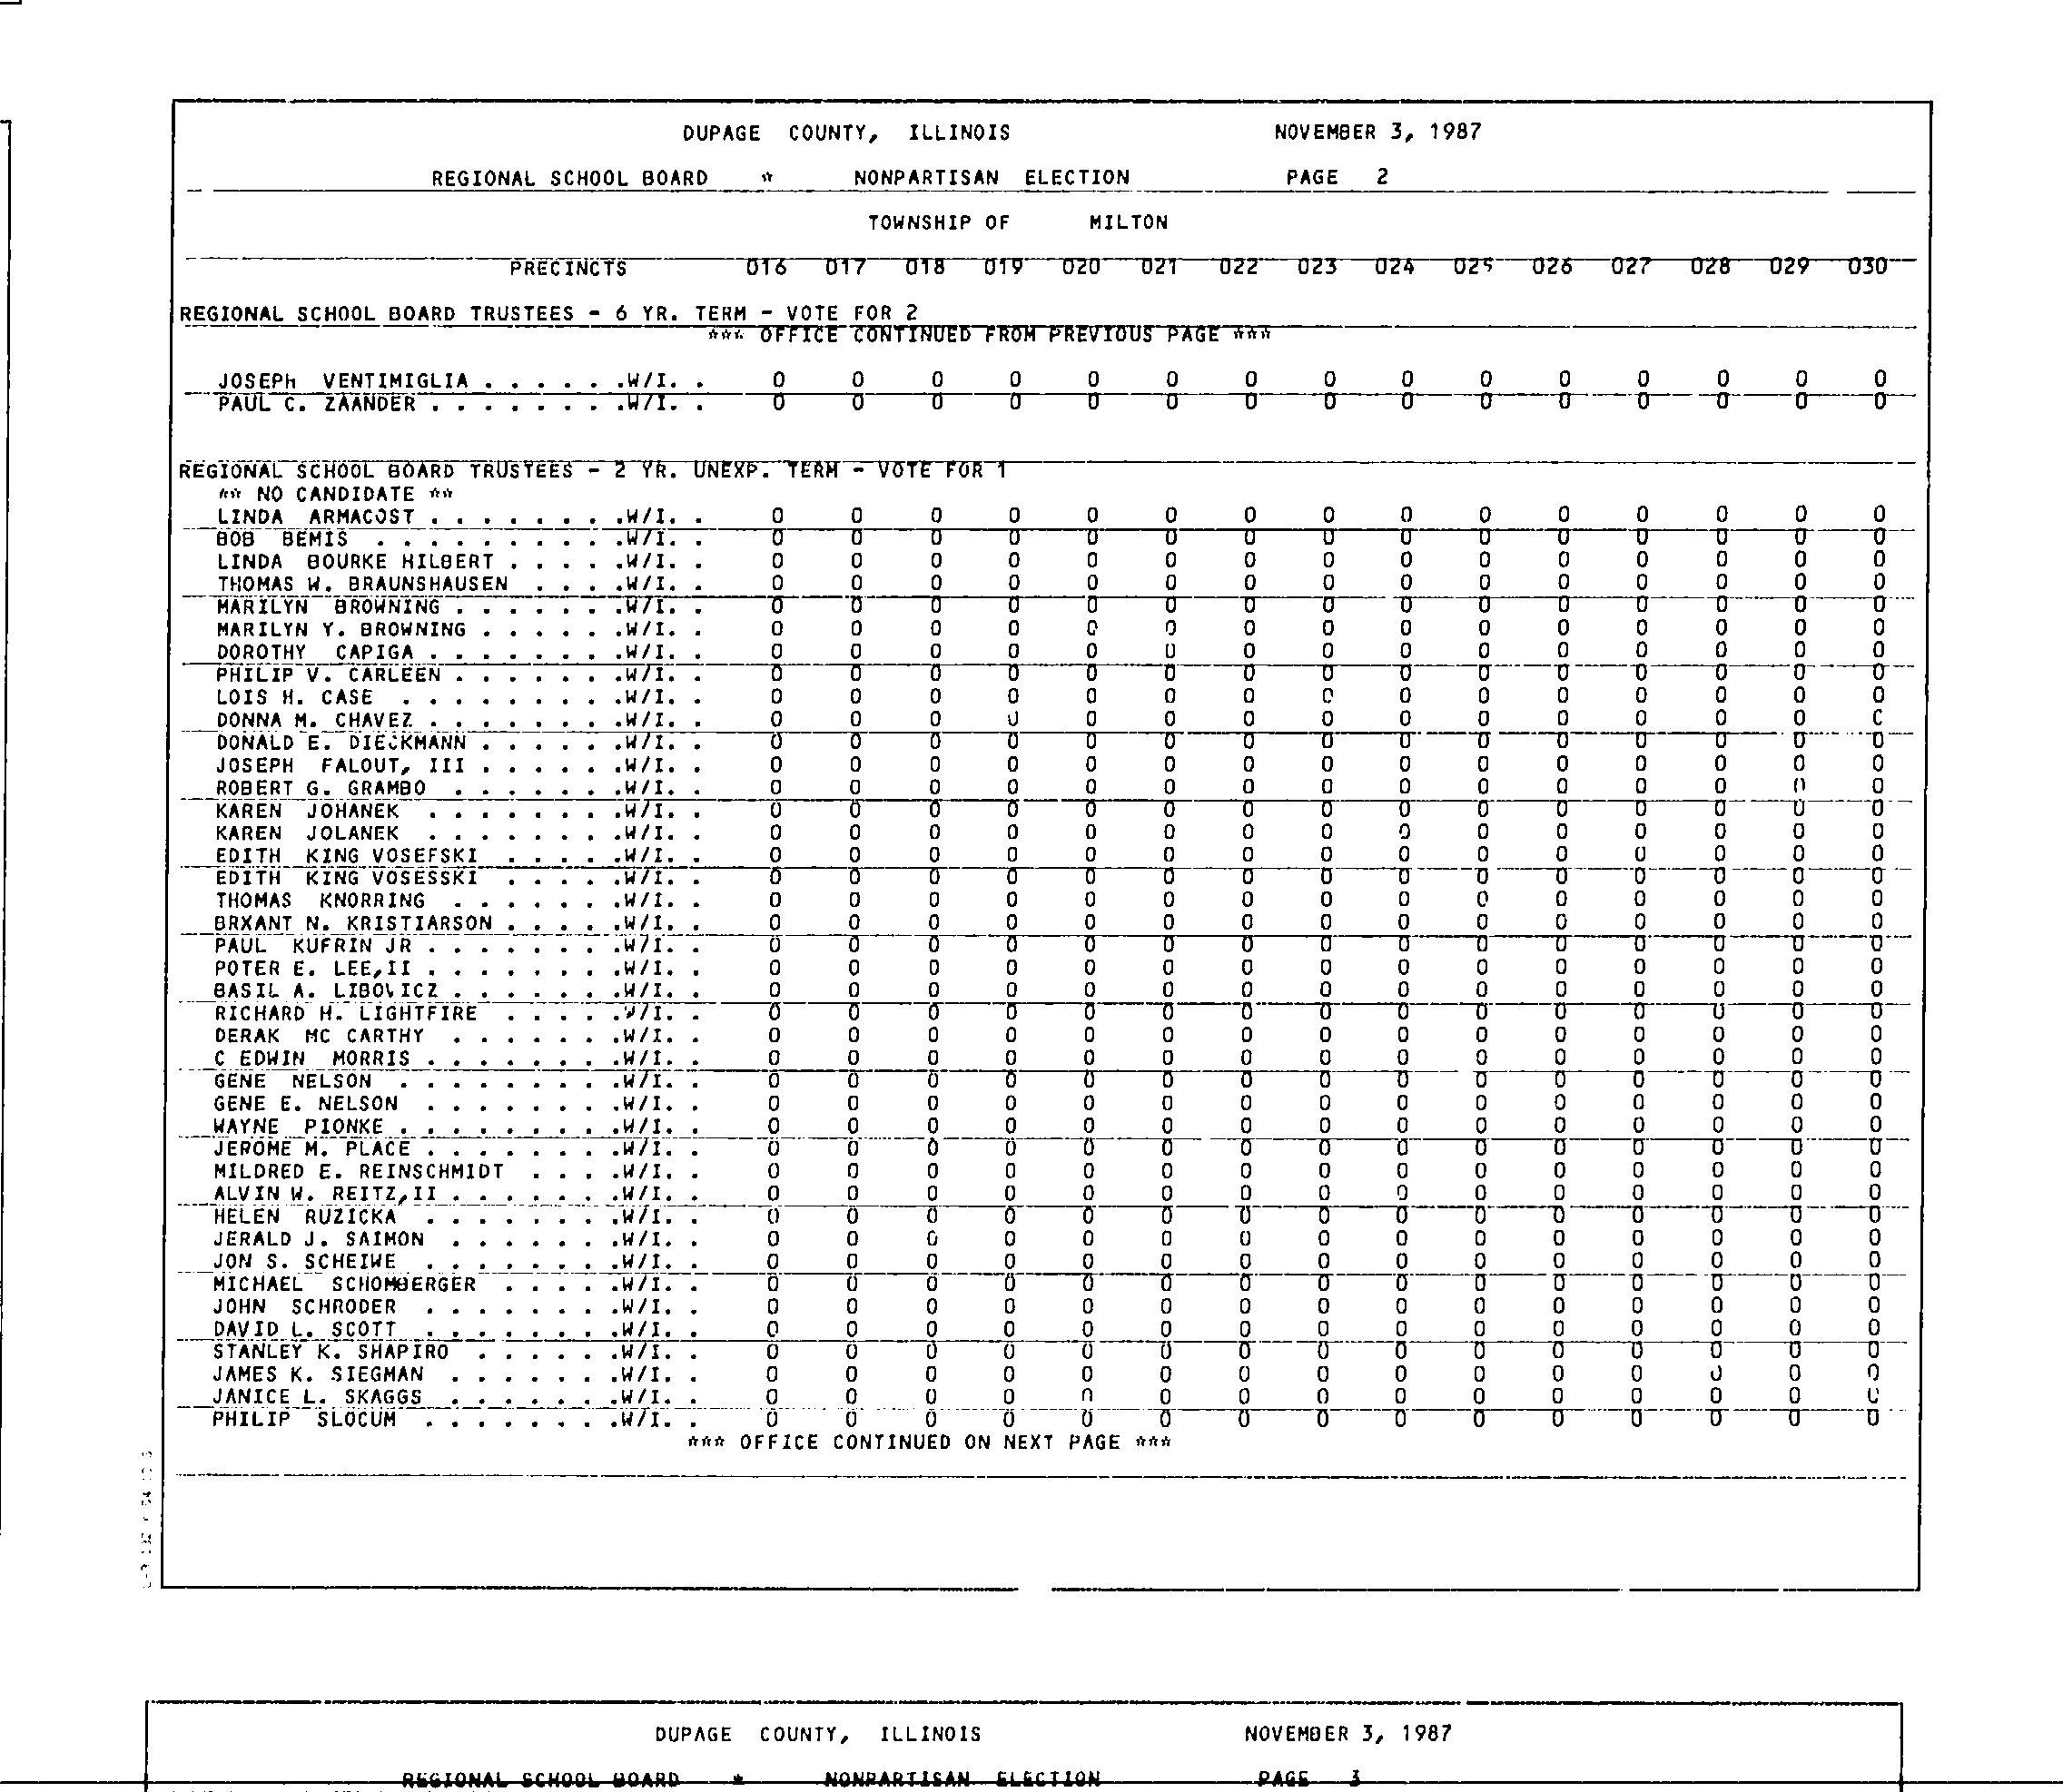 DUPAGE COUNTY, ILLINOIS NOVEMBER 3, 1987
REGIONAL SCHOOL BOARD * NONPARTISAN ELECTION PAGE 2
TOWNSHIP OF MILTON
PRECINCTS 016 017 018 019 020 021 022 023 024 025 026 027 028 029 030
REGIONAL SCHOOL BOARD TRUSTEES - 6 YR. TERM - VOTE FOR 2
*** OFFICE CONTINUED FROM PREVIOUS PAGE ***
JOSEPH VENTIMIGLIA . . . . . .W/I. . 0 0 0 0 0 0 0 0 0 0 0 0 0 0 0
PAUL C. ZAANDER . . . . . . . .W/I. . 0 0 0 0 0 0 0 0 0 0 0 0 0 0 0
REGIONAL SCHOOL BOARD TRUSTEES - 2 YR. UNEXP. TERM - VOTE FOR 1
** NO CANDIDATE **
LINDA ARMACOST . . . . . . . .W/I. . 0 0 0 0 0 0 0 0 0 0 0 0 0 0 0
BOB BEMIS . . . . . . . . . .W/I. . 0 0 0 0 0 0 0 0 0 0 0 0 0 0 0
LINDA BOURKE HILBERT . . . . .W/I. . 0 0 0 0 0 0 0 0 0 0 0 0 0 0 0
THOMAS W. BRAUNSHAUSEN . . . .W/I. . 0 0 0 0 0 0 0 0 0 0 0 0 0 0 0
MARILYN BROWNING . . . . . . .W/I. . 0 0 0 0 0 0 0 0 0 0 0 0 0 0 0
MARILYN Y. BROWNING . . . . . .W/I. . 0 0 0 0 0 0 0 0 0 0 0 0 0 0 0
DOROTHY CAPIGA . . . . . . . .W/I. . 0 0 0 0 0 0 0 0 0 0 0 0 0 0 0
PHILIP V. CARLEEN . . . . . . .W/I. . 0 0 0 0 0 0 0 0 0 0 0 0 0 0 0
LOIS H. CASE . . . . . . . . .W/I. . 0 0 0 0 0 0 0 0 0 0 0 0 0 0 0
DONNA M. CHAVEZ . . . . . . . .W/I. . 0 0 0 0 0 0 0 0 0 0 0 0 0 0 0
DONALD E. DIECKMANN . . . . . .W/I. . 0 0 0 0 0 0 0 0 0 0 0 0 0 0 0
JOSEPH FALOUT, III . . . . . .W/I. . 0 0 0 0 0 0 0 0 0 0 0 0 0 0 0
ROBERT G. GRAMBO . . . . . . .W/I. . 0 0 0 0 0 0 0 0 0 0 0 0 0 0 0
KAREN JOHANEK . . . . . . . .W/I. . 0 0 0 0 0 0 0 0 0 0 0 0 0 0 0
KAREN JOLANEK . . . . . . . .W/I. . 0 0 0 0 0 0 0 0 0 0 0 0 0 0 0
EDITH KING VOSEFSKI . . . . .W/I. . 0 0 0 0 0 0 0 0 0 0 0 0 0 0 0
EDITH KING VOSESSKI . . . . .W/I. . 0 0 0 0 0 0 0 0 0 0 0 0 0 0 0
THOMAS KNORRING . . . . . . .W/I. . 0 0 0 0 0 0 0 0 0 0 0 0 0 0 0
BRXANT N. KRISTIARSON . . . . .W/I. . 0 0 0 0 0 0 0 0 0 0 0 0 0 0 0
PAUL KUFRIN JR . . . . . . . .W/I. . 0 0 0 0 0 0 0 0 0 0 0 0 0 0 0
POTER E. LEE,II . . . . . . . .W/I. . 0 0 0 0 0 0 0 0 0 0 0 0 0 0 0
BASIL A. LIBOVICZ . . . . . . .W/I. . 0 0 0 0 0 0 0 0 0 0 0 0 0 0 0
RICHARD H. LIGHTFIRE . . . . .W/I. . 0 0 0 0 0 0 0 0 0 0 0 0 0 0 0
DERAK MC CARTHY . . . . . . .W/I. . 0 0 0 0 0 0 0 0 0 0 0 0 0 0 0
C EDWIN MORRIS . . . . . . . .W/I. . 0 0 0 0 0 0 0 0 0 0 0 0 0 0 0
GENE NELSON . . . . . . . . .W/I. . 0 0 0 0 0 0 0 0 0 0 0 0 0 0 0
GENE E. NELSON . . . . . . . .W/I. . 0 0 0 0 0 0 0 0 0 0 0 0 0 0 0
WAYNE PIONKE . . . . . . . . .W/I. . 0 0 0 0 0 0 0 0 0 0 0 0 0 0 0
JEROME M. PLACE . . . . . . . .W/I. . 0 0 0 0 0 0 0 0 0 0 0 0 0 0 0
MILDRED E. REINSCHMIDT . . . .W/I. . 0 0 0 0 0 0 0 0 0 0 0 0 0 0 0
ALVIN W. REITZ,II . . . . . . .W/I. . 0 0 0 0 0 0 0 0 0 0 0 0 0 0 0
HELEN RUZICKA . . . . . . . .W/I. . 0 0 0 0 0 0 0 0 0 0 0 0 0 0 0
JERALD J. SAIMON . . . . . . .W/I. . 0 0 0 0 0 0 0 0 0 0 0 0 0 0 0
JON S. SCHEIWE . . . . . . . .W/I. . 0 0 0 0 0 0 0 0 0 0 0 0 0 0 0
MICHAEL SCHOMBERGER . . . . .W/I. . 0 0 0 0 0 0 0 0 0 0 0 0 0 0 0
JOHN SCHRODER . . . . . . . .W/I. . 0 0 0 0 0 0 0 0 0 0 0 0 0 0 0
DAVID L. SCOTT . . . . . . . .W/I. . 0 0 0 0 0 0 0 0 0 0 0 0 0 0 0
STANLEY K. SHAPIRO . . . . . .W/I. . 0 0 0 0 0 0 0 0 0 0 0 0 0 0 0
JAMES K. SIEGMAN . . . . . . .W/I. . 0 0 0 0 0 0 0 0 0 0 0 0 0 0 0
JANICE L. SKAGGS . . . . . . .W/I. . 0 0 0 0 0 0 0 0 0 0 0 0 0 0 0
PHILIP SLOCUM . . . . . . . .W/I. . 0 0 0 0 0 0 0 0 0 0 0 0 0 0 0
*** OFFICE CONTINUED ON NEXT PAGE ***
DUPAGE COUNTY, ILLINOIS NOVEMBER 3, 1987
REGIONAL SCHOOL BOARD * NONPARTISAN ELECTION PAGE 3